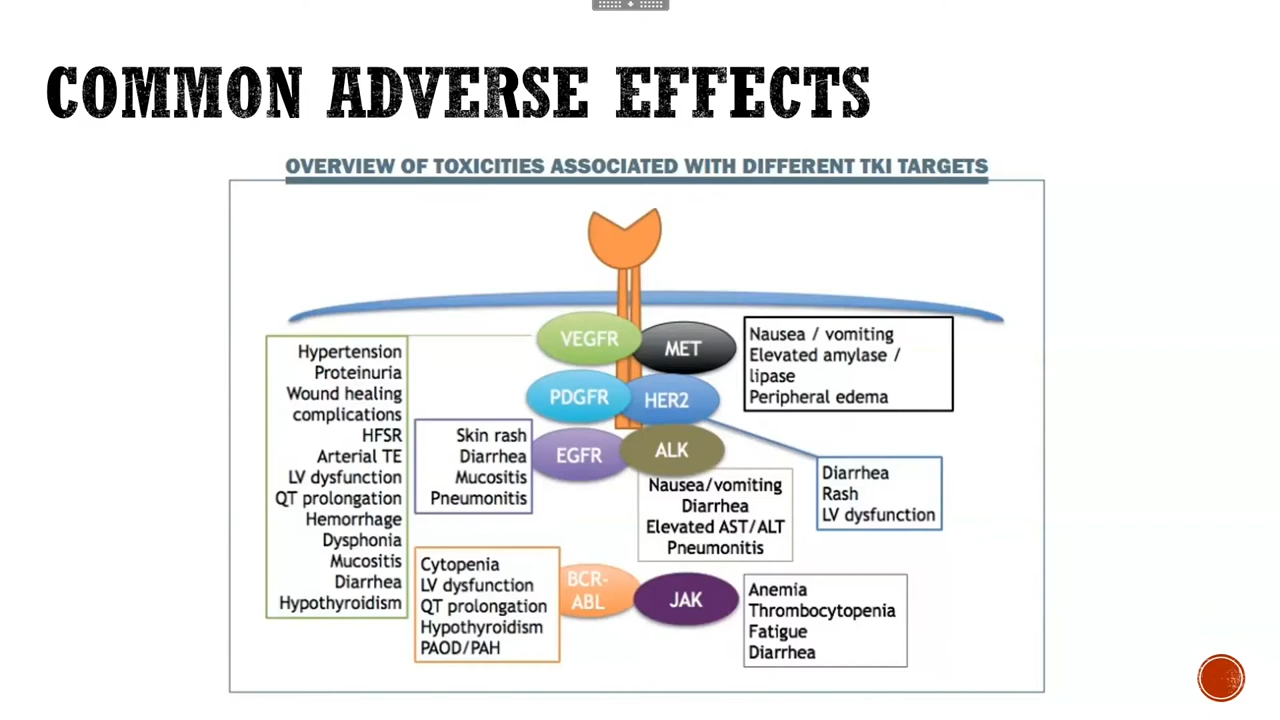 COMMON ADVERSE EFFECTS
OVERVIEW OF TOXICITIES ASSOCIATED WITH DIFFERENT TKI TARGETS
VEGFR
Hypertension
Proteinuria
Wound healing
complications
HFSR
Arterial TE
LV dysfunction
QT prolongation
Hemorrhage
Dysphonia
Mucositis
Diarrhea
Hypothyroidism
MET
Nausea / vomiting
Elevated amylase /
lipase
Peripheral edema
PDGFR
HER2
Diarrhea
Rash
LV dysfunction
EGFR
Skin rash
Diarrhea
Mucositis
Pneumonitis
ALK
Nausea/vomiting
Diarrhea
Elevated AST/ALT
Pneumonitis
BCR-
ABL
Cytopenia
LV dysfunction
QT prolongation
Hypothyroidism
PAOD/PAH
JAK
Anemia
Thrombocytopenia
Fatigue
Diarrhea